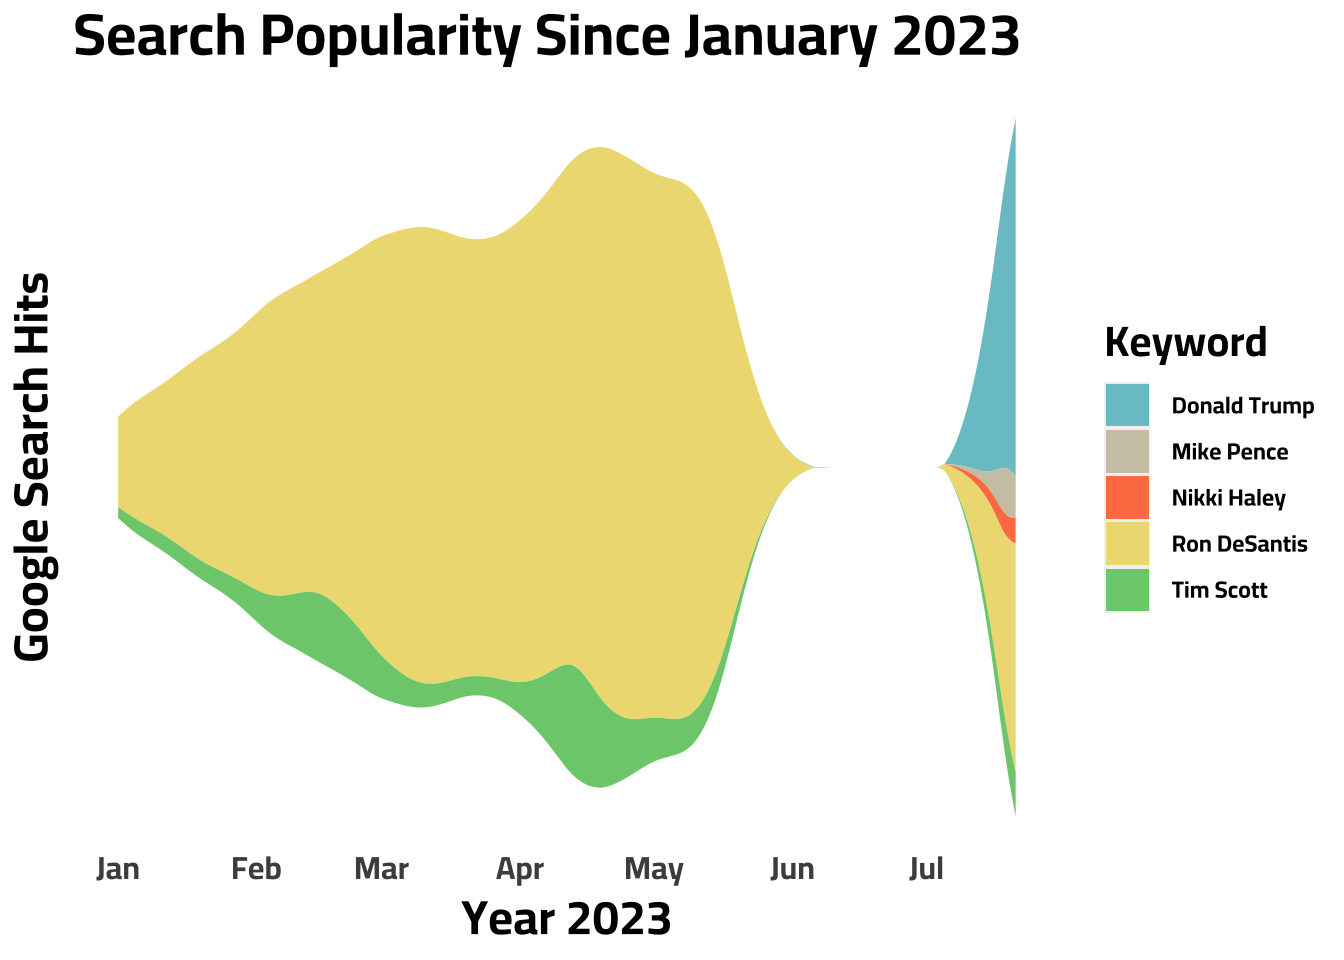 Search Popularity Since January 2023
Google Search Hits
Keyword
Donald Trump
Mike Pence
Nikki Haley
Ron DeSantis
Tim Scott
Jan Feb Mar Apr May Jun Jul
Year 2023